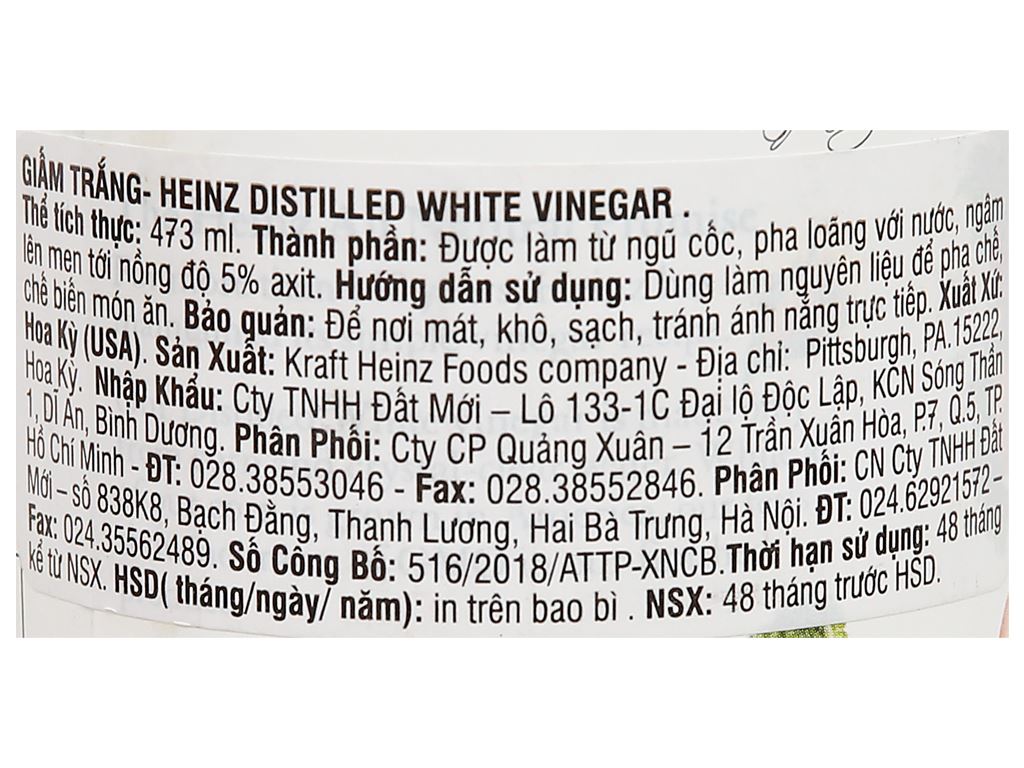 GIẤM TRẮNG- HEINZ DISTILLED WHITE VINEGAR .
Thể tích thực: 473 ml. Thành phần: Được làm từ ngũ cốc, pha loãng với nước, ngâm
lên men tới nồng độ 5% axit. Hướng dẫn sử dụng: Dùng làm nguyên liệu để pha chế,
chế biến món ăn. Bảo quản: Để nơi mát, khô, sạch, tránh ánh nắng trực tiếp. Xuất Xứ:
Hoa Kỳ (USA). Sản Xuất: Kraft Heinz Foods company - Địa chỉ: Pittsburgh, PA.15222,
Hoa Kỳ. Nhập Khẩu: Cty TNHH Đất Mới – Lô 133-1C Đại lộ Độc Lập, KCN Sóng Thần
1, Dĩ An, Bình Dương. Phân Phối: Cty CP Quảng Xuân – 12 Trần Xuân Hòa, P.7, Q.5, TP.
Hồ Chí Minh - ĐT: 028.38553046 - Fax: 028.38552846. Phân Phối: CN Cty TNHH Đất
Mới – số 838K8, Bạch Đằng, Thanh Lương, Hai Bà Trưng, Hà Nội. ĐT: 024.62921572 –
Fax: 024.35562489. Số Công Bố: 516/2018/ATTP-XNCB. Thời hạn sử dụng: 48 tháng
kể từ NSX. HSD( tháng/ngày/ năm): in trên bao bì . NSX: 48 tháng trước HSD.